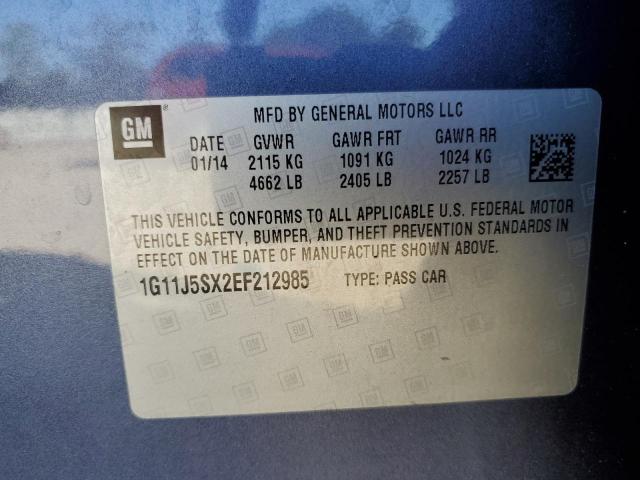 GM ®
MFD BY GENERAL MOTORS LLC
DATE GVWR GAWR FRT GAWR RR
01/14 2115 KG 1091 KG 1024 KG
4662 LB 2405 LB 2257 LB
THIS VEHICLE CONFORMS TO ALL APPLICABLE U.S. FEDERAL MOTOR
VEHICLE SAFETY, BUMPER, AND THEFT PREVENTION STANDARDS IN
EFFECT ON THE DATE OF MANUFACTURE SHOWN ABOVE.
1G11J5SX2EF212985 TYPE: PASS CAR